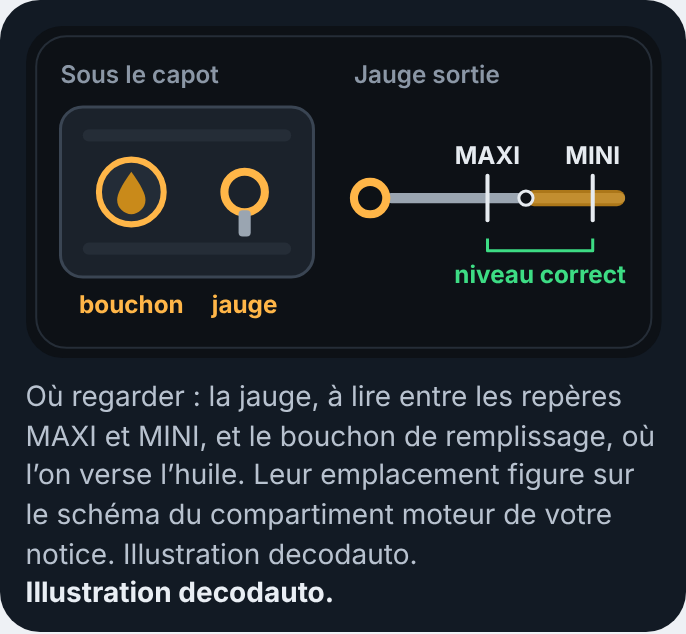 Sous le capot
Jauge sortie
MAXI
MINI
niveau correct
bouchon
jauge
Où regarder : la jauge, à lire entre les repères
MAXI et MINI, et le bouchon de remplissage, où
l’on verse l’huile. Leur emplacement figure sur
le schéma du compartiment moteur de votre
notice. Illustration decodauto.
Illustration decodauto.